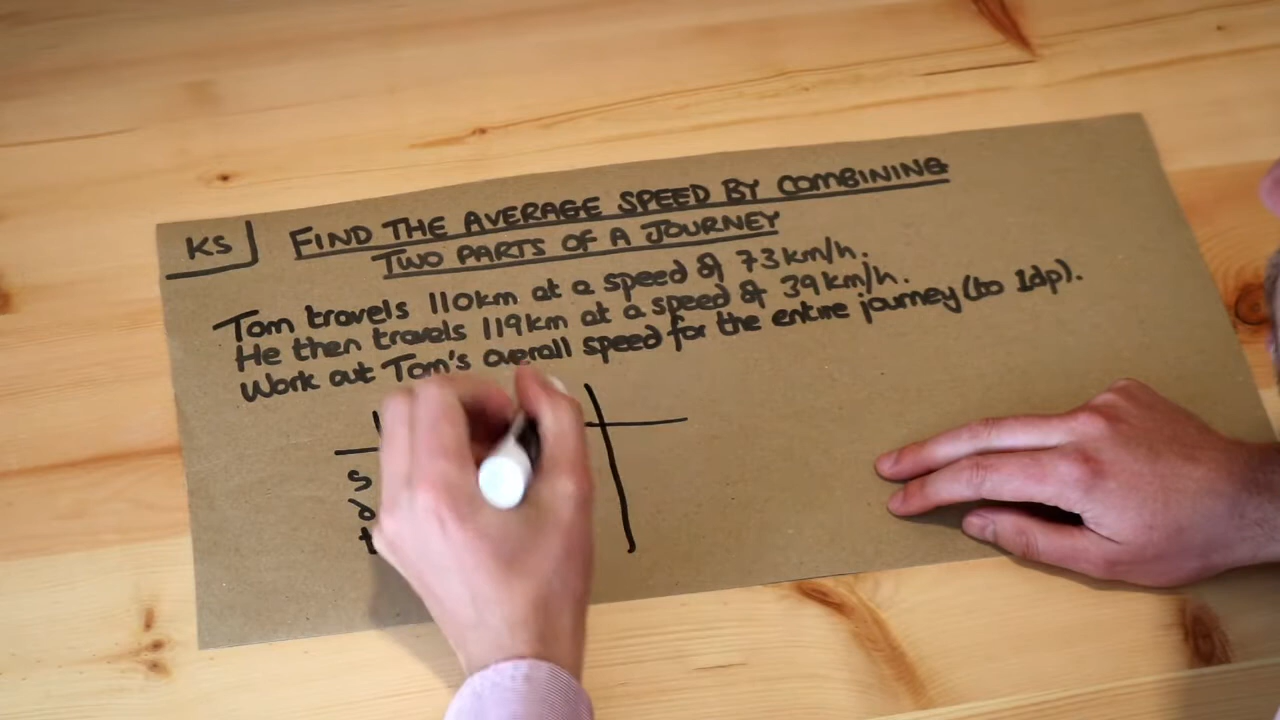 KS
FIND THE AVERAGE SPEED BY COMBINING
TWO PARTS OF A JOURNEY
Tom travels 110km at a speed of 73km/h.
He then travels 119km at a speed of 39km/h.
Work out Tom's overall speed for the entire journey (to 1dp).
s
d
t